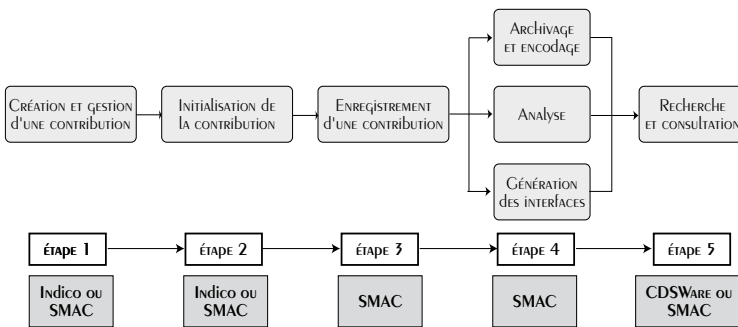 Création et gestion
d'une contribution
Initialisation de
la contribution
Enregistrement
d'une contribution
Archivage
et encodage
Analyse
Génération
des interfaces
Recherche
et consultation
étape 1
étape 2
étape 3
étape 4
étape 5
Indico ou
SMAC
Indico ou
SMAC
SMAC
SMAC
CDSWare ou
SMAC